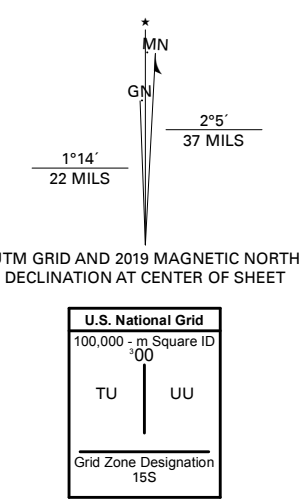 ★
MN
GN
2°5´
37 MILS
1°14´
22 MILS
UTM GRID AND 2019 MAGNETIC NORTH
DECLINATION AT CENTER OF SHEET
U.S. National Grid
100,000 - m Square ID
³00
TU UU
Grid Zone Designation
15S